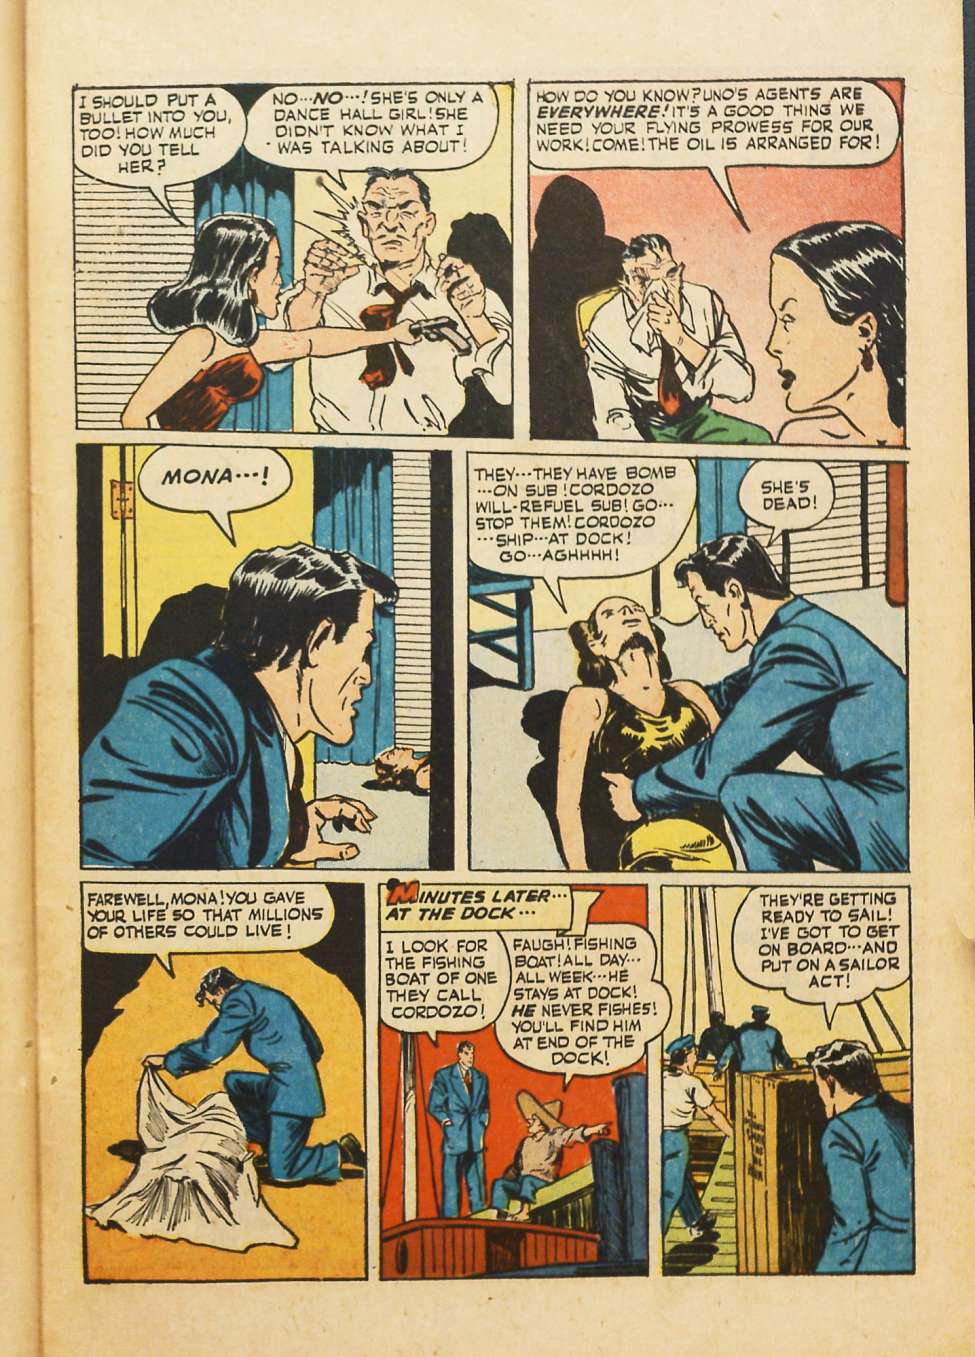 I SHOULD PUT A
BULLET INTO YOU,
TOO! HOW MUCH
DID YOU TELL
HER?
NO---NO---! SHE'S ONLY A
DANCE HALL GIRL! SHE
DIDN'T KNOW WHAT I
WAS TALKING ABOUT!
HOW DO YOU KNOW? UNO'S AGENTS ARE
EVERYWHERE! IT'S A GOOD THING WE
NEED YOUR FLYING PROWESS FOR OUR
WORK! COME! THE OIL IS ARRANGED FOR!
MONA---!
THEY---THEY HAVE BOMB
---ON SUB! CORDOZO
WILL-REFUEL SUB! GO---
STOP THEM! CORDOZO
---SHIP---AT DOCK!
GO---AGHHHH!
SHE'S
DEAD!
FAREWELL, MONA! YOU GAVE
YOUR LIFE SO THAT MILLIONS
OF OTHERS COULD LIVE!
MINUTES LATER---
AT THE DOCK---
I LOOK FOR
THE FISHING
BOAT OF ONE
THEY CALL
CORDOZO!
FAUGH! FISHING
BOAT! ALL DAY---
ALL WEEK---HE
STAYS AT DOCK!
HE NEVER FISHES!
YOU'LL FIND HIM
AT END OF THE
DOCK!
THEY'RE GETTING
READY TO SAIL!
I'VE GOT TO GET
ON BOARD---AND
PUT ON A SAILOR
ACT!